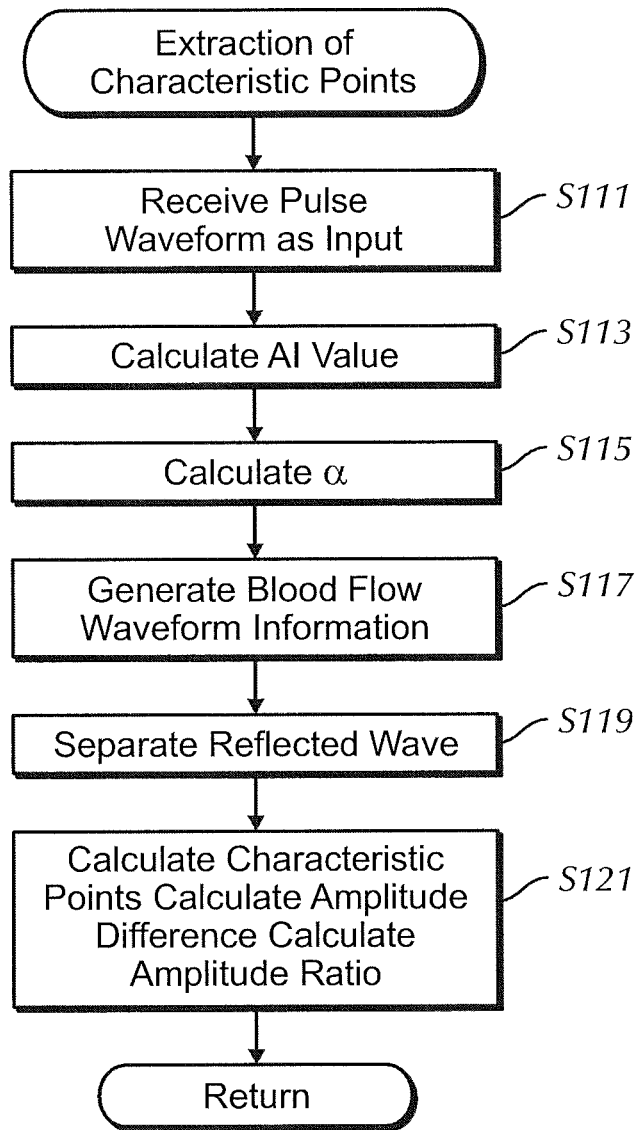 Extraction of
Characteristic Points
Receive Pulse
Waveform as Input
S111
Calculate AI Value
S113
Calculate α
S115
Generate Blood Flow
Waveform Information
S117
Separate Reflected Wave
S119
Calculate Characteristic
Points Calculate Amplitude
Difference Calculate
Amplitude Ratio
S121
Return